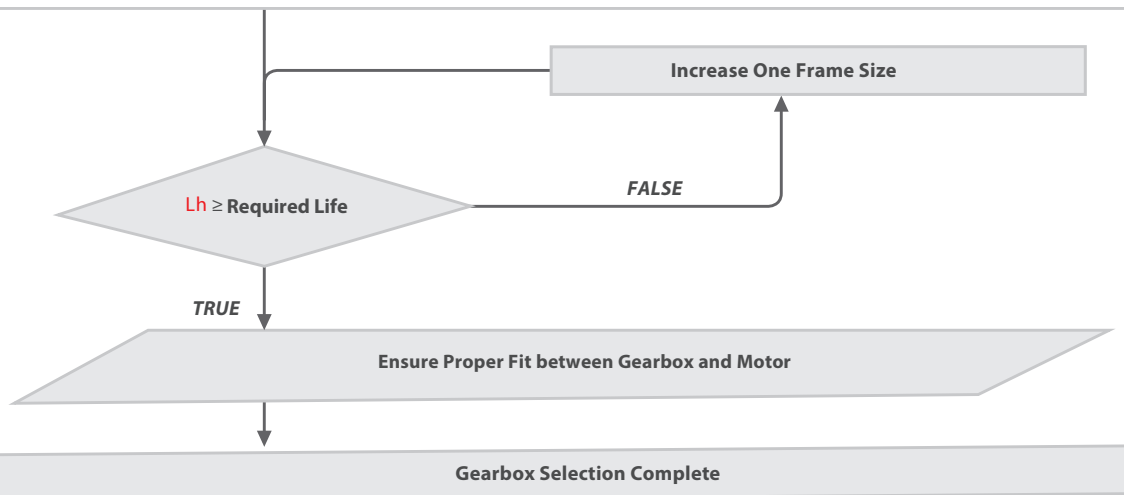 Increase One Frame Size
Lh ≥ Required Life
FALSE
TRUE
Ensure Proper Fit between Gearbox and Motor
Gearbox Selection Complete